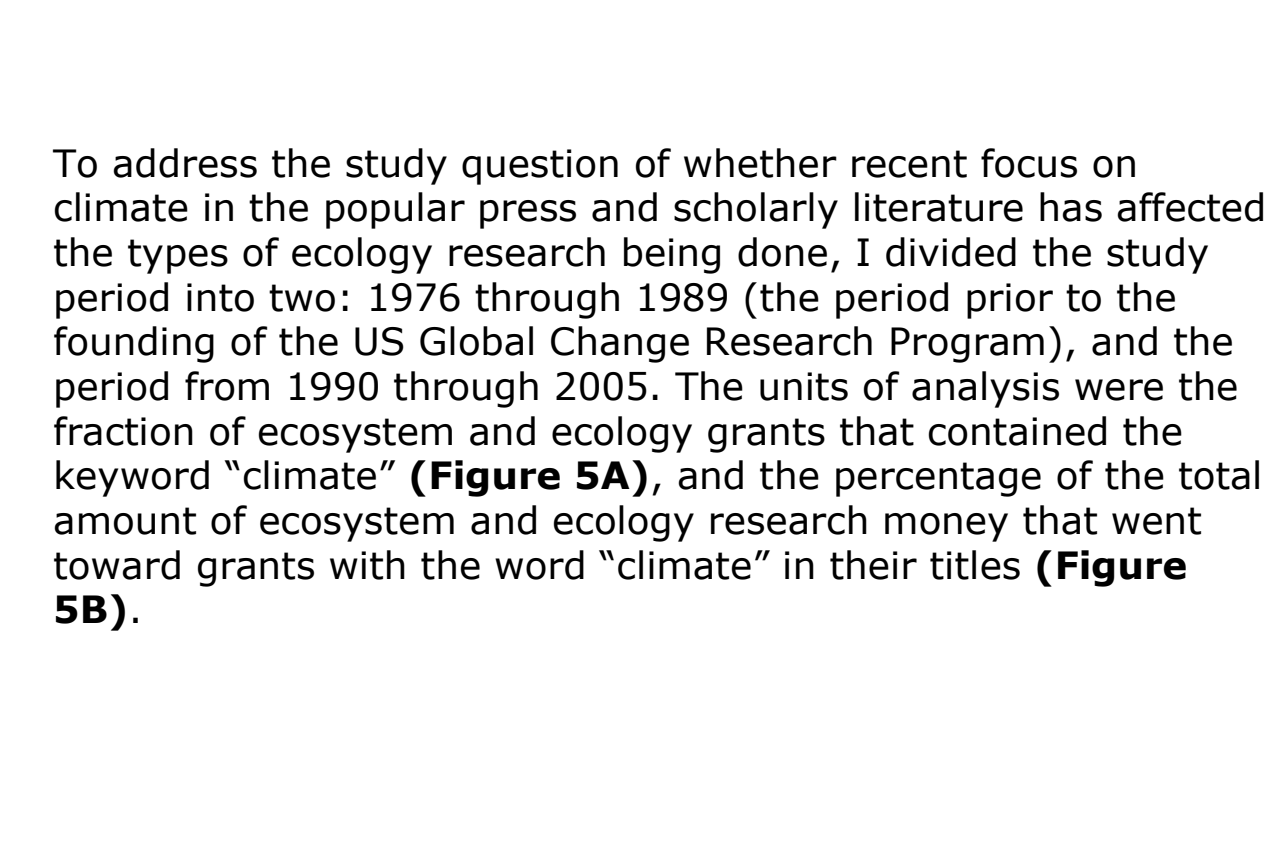 To address the study question of whether recent focus on
climate in the popular press and scholarly literature has affected
the types of ecology research being done, I divided the study
period into two: 1976 through 1989 (the period prior to the
founding of the US Global Change Research Program), and the
period from 1990 through 2005. The units of analysis were the
fraction of ecosystem and ecology grants that contained the
keyword “climate” (Figure 5A), and the percentage of the total
amount of ecosystem and ecology research money that went
toward grants with the word “climate” in their titles (Figure
5B).